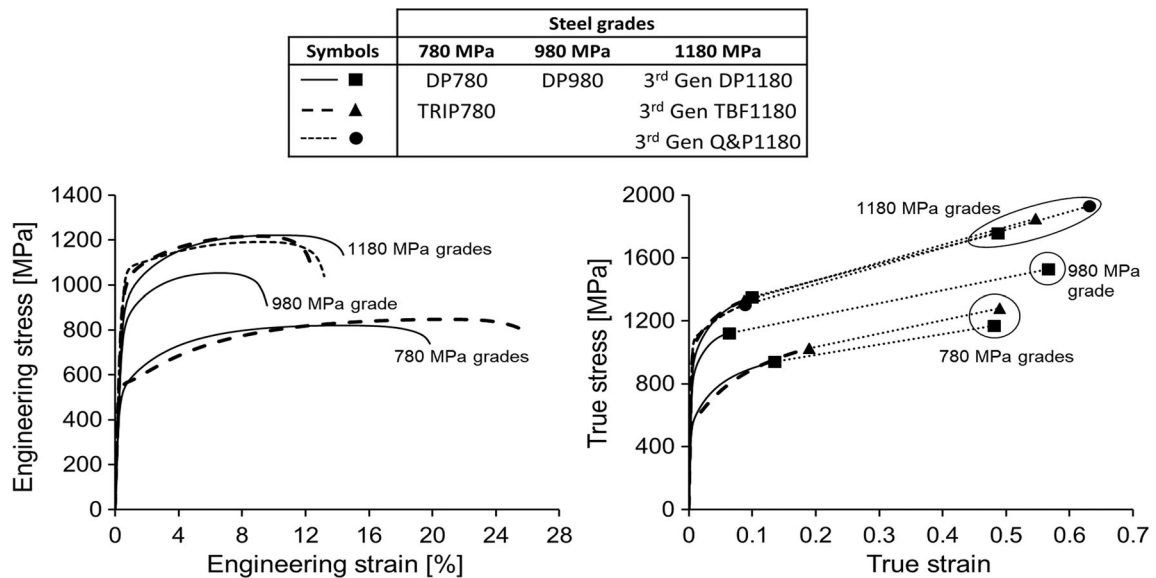 Steel grades
Symbols 780 MPa 980 MPa 1180 MPa
DP780 DP980 3rd Gen DP1180
TRIP780 3rd Gen TBF1180
3rd Gen Q&P1180
Engineering stress [MPa]
1400
1200
1000
800
600
400
200
0
1180 MPa grades
980 MPa grade
780 MPa grades
0 4 8 12 16 20 24 28
Engineering strain [%]
True stress [MPa]
2000
1600
1200
800
400
0
1180 MPa grades
980 MPa
grade
780 MPa grades
0 0.1 0.2 0.3 0.4 0.5 0.6 0.7
True strain